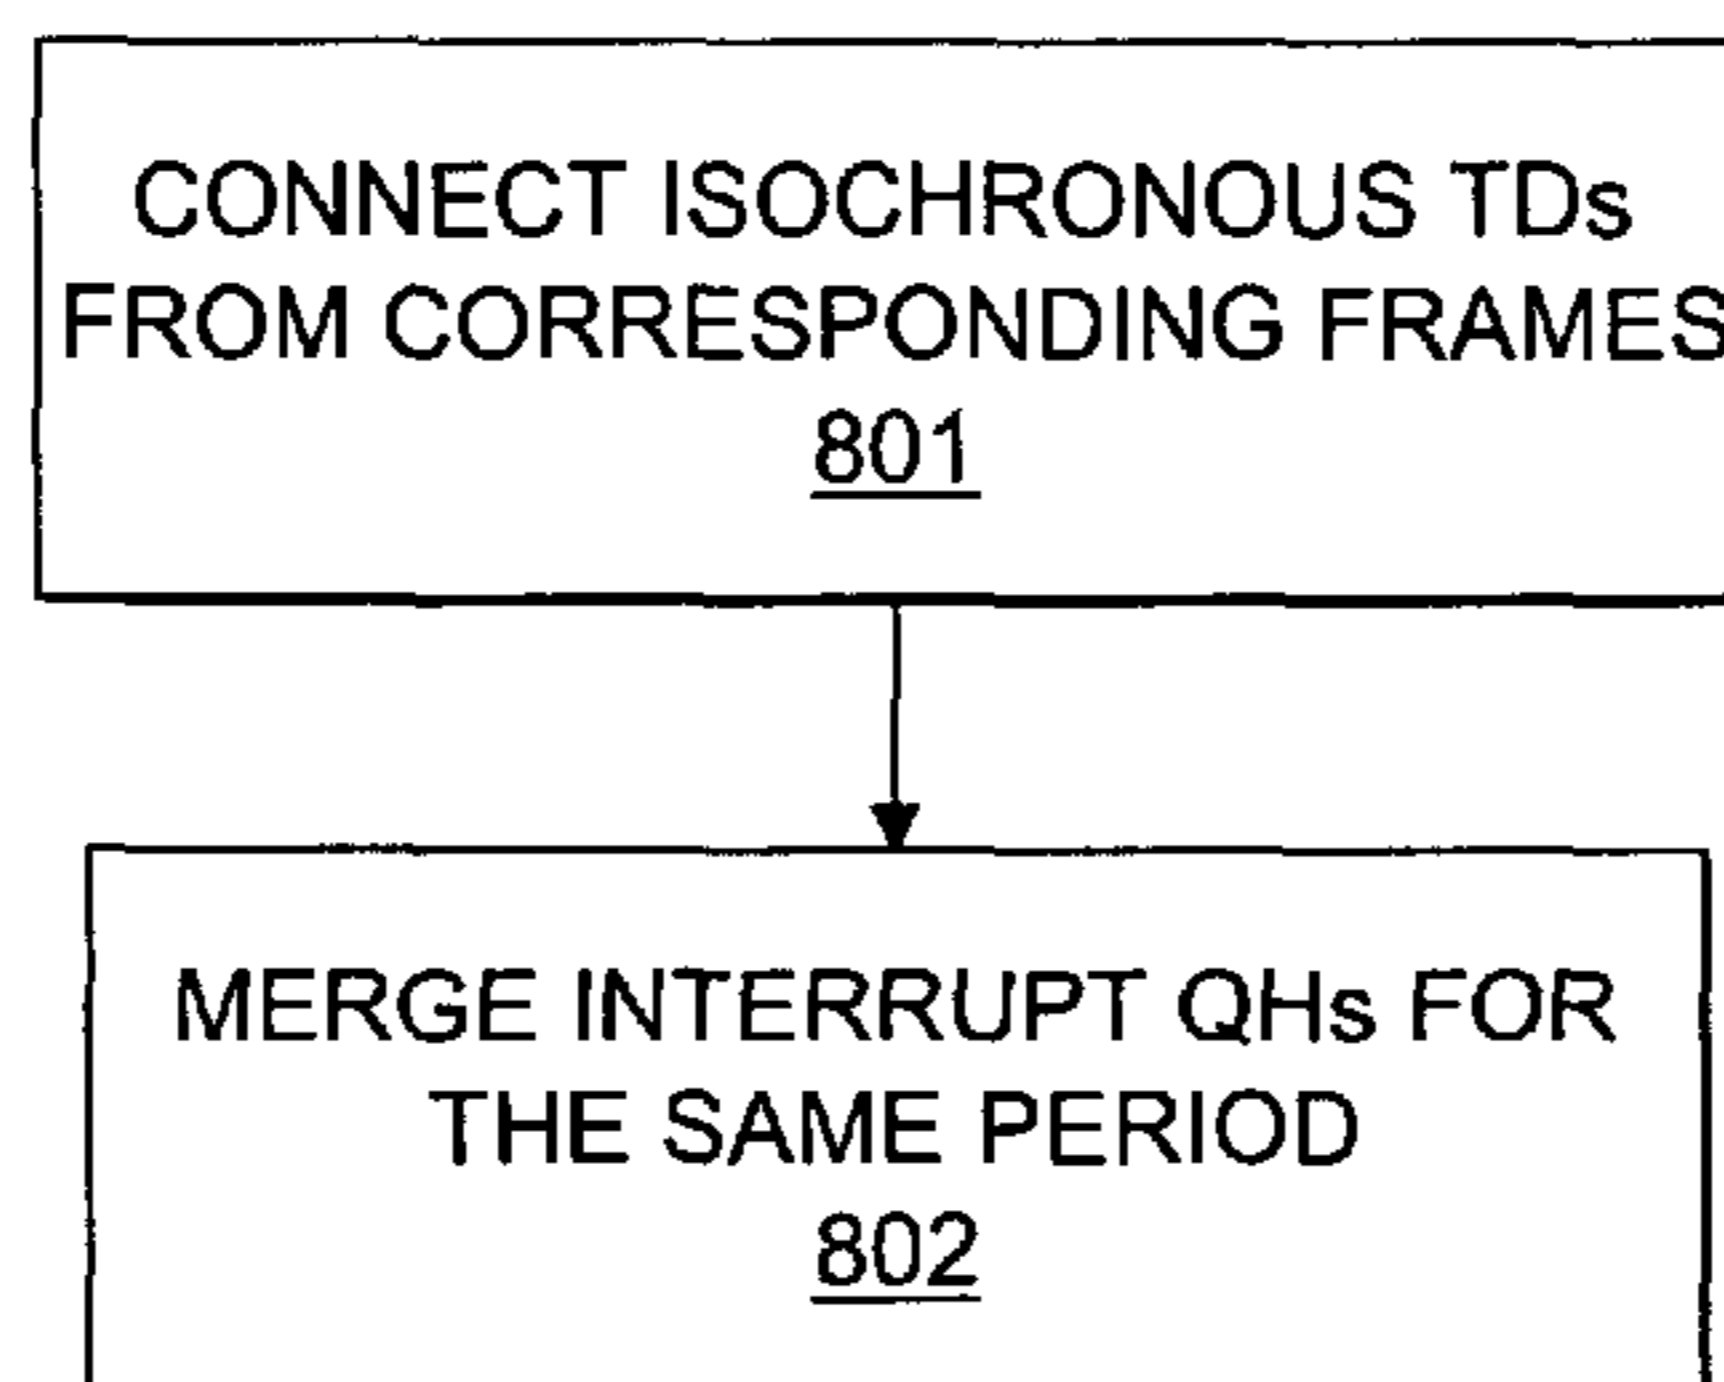 CONNECT ISOCHRONOUS TDs
FROM CORRESPONDING FRAMES
801
MERGE INTERRUPT QHs FOR
THE SAME PERIOD
802